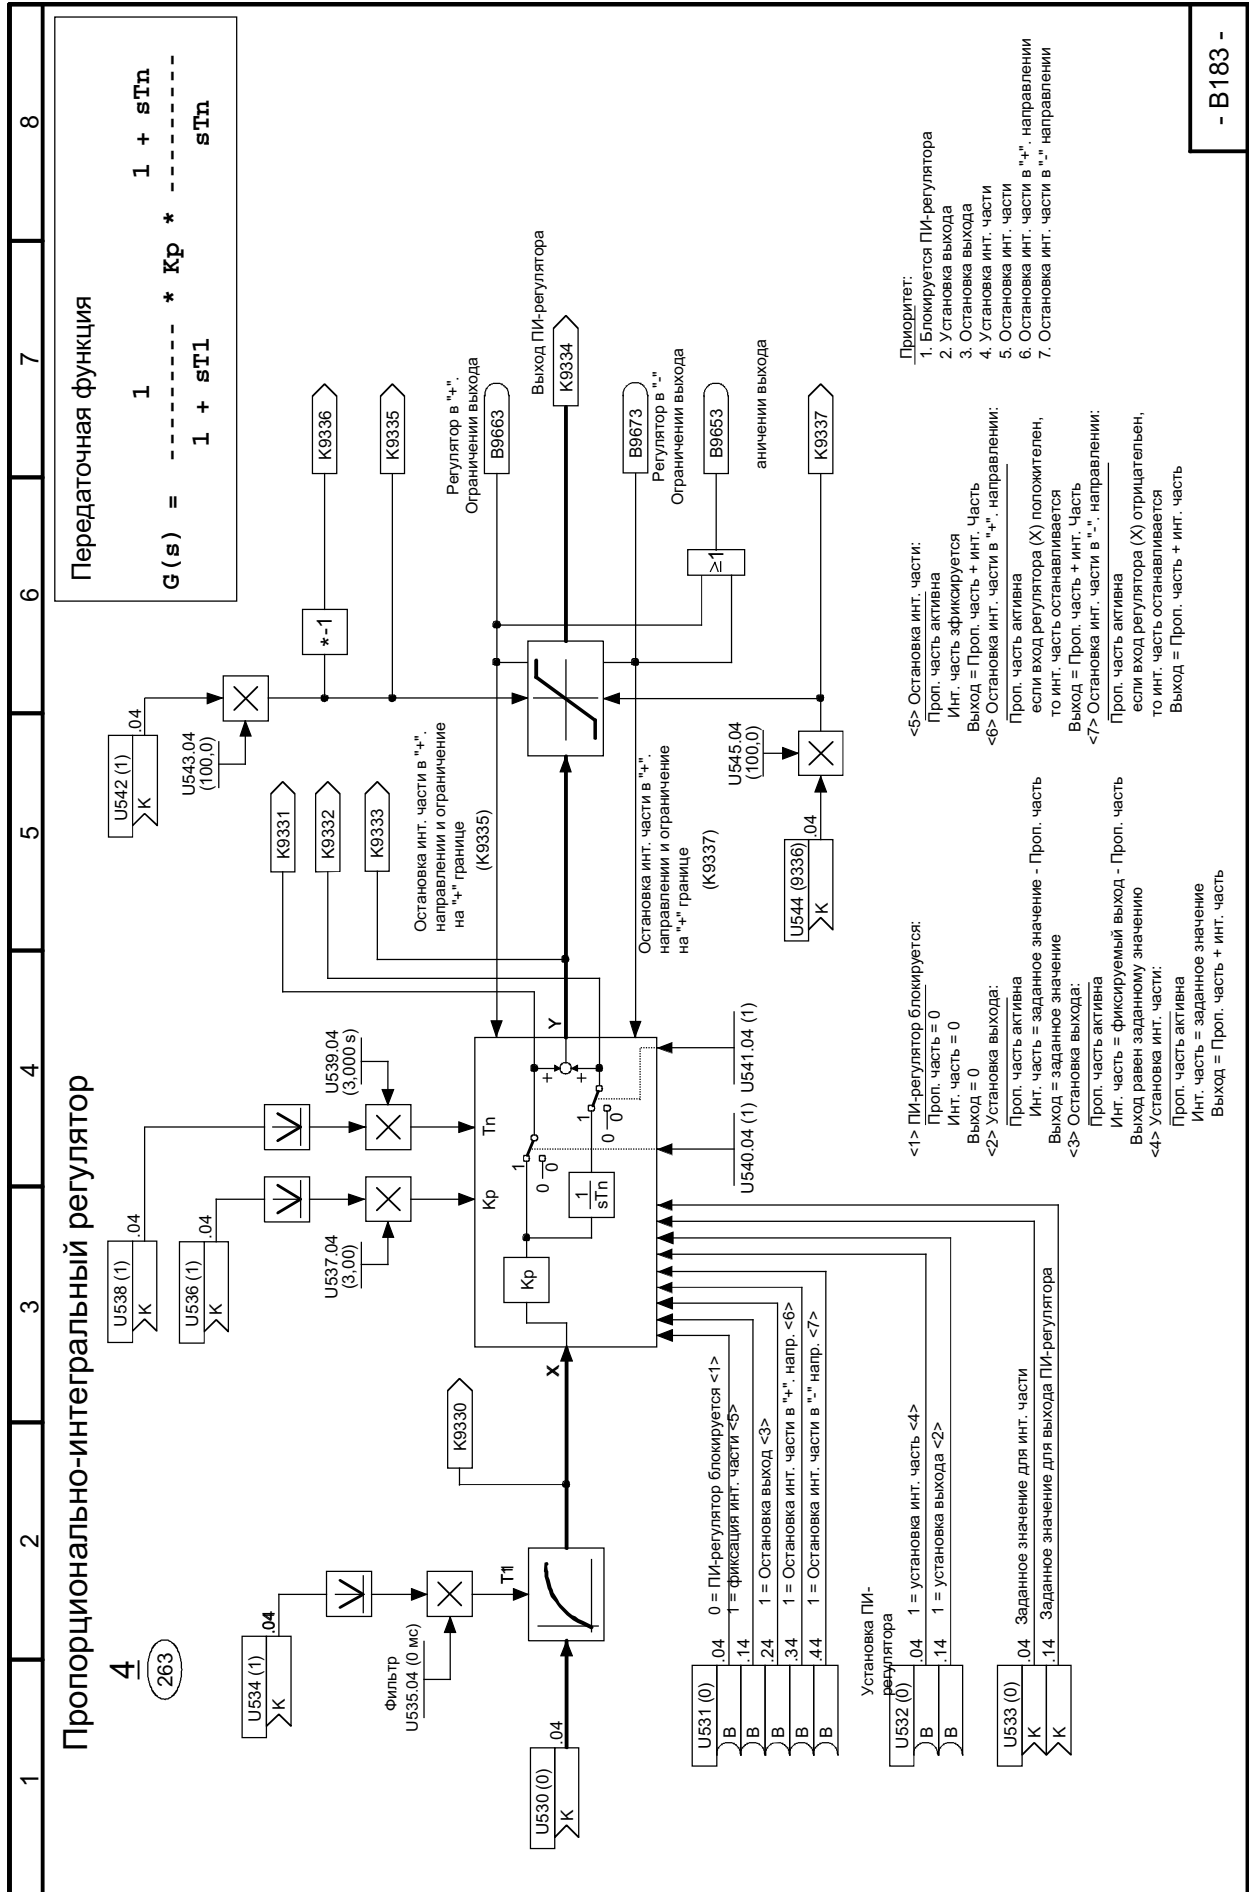 1 2 3 4 5 6 7 8
Пропорционально-интегральный регулятор
4
263
Передаточная функция
1 1 + sTn
G(s) = ------- * Kp * ---------
1 + sT1 sTn
U534 (1)
K
.04
Фильтр
U535.04 (0 мс)
T1
U530 (0)
K
.04
K9330
X
U538 (1)
K
.04
U536 (1)
K
.04
U537.04
(3,00)
U539.04
(3,000 s)
Kp
Tn
Kp
1
sTn
1
0
0
1
0
0
+
+
Y
U540.04 (1)
U541.04 (1)
K9331
K9332
K9333
U542 (1)
K
.04
U543.04
(100,0)
*-1
K9336
K9335
Остановка инт. части в "+".
направлении и ограничение
на "+" границе
(K9335)
Остановка инт. части в "+".
направлении и ограничение
на "+" границе
(K9337)
Регулятор в "+".
Ограничении выхода
B9663
Выход ПИ-регулятора
K9334
B9673
Регулятор в "-"
Ограничении выхода
B9653
≥1
аничении выхода
K9337
U545.04
(100,0)
U544 (9336)
K
.04
U531 (0)
B .04 0 = ПИ-регулятор блокируется <1>
B .14 1 = фиксация инт. части <5>
B .24 1 = Остановка выход <3>
B .34 1 = Остановка инт. части в "+". напр. <6>
B .44 1 = Остановка инт. части в "-" напр. <7>
Установка ПИ-
регулятора
U532 (0)
B .04 1 = установка инт. часть <4>
B .14 1 = установка выхода <2>
U533 (0)
K .04 Заданное значение для инт. части
K .14 Заданное значение для выхода ПИ-регулятора
<1> ПИ-регулятор блокируется:
Проп. часть = 0
Инт. часть = 0
Выход = 0
<2> Установка выхода:
Проп. часть активна
Инт. часть = заданное значение - Проп. часть
Выход = заданное значение
<3> Остановка выхода:
Проп. часть активна
Инт. часть = фиксируемый выход - Проп. часть
Выход равен заданному значению
<4> Установка инт. части:
Проп. часть активна
Инт. часть = заданное значение
Выход = Проп. часть + инт. часть
<5> Остановка инт. части:
Проп. часть активна
Инт. часть зфиксируется
Выход = Проп. часть + инт. Часть
<6> Остановка инт. части в "+". направлении:
Проп. часть активна
если вход регулятора (X) положителен,
то инт. часть останавливается
Выход = Проп. часть + инт. Часть
<7> Остановка инт. части в "-". направлении:
Проп. часть активна
если вход регулятора (X) отрицательен,
то инт. часть останавливается
Выход = Проп. часть + инт. часть
Приоритет:
1. Блокируется ПИ-регулятора
2. Установка выхода
3. Остановка выхода
4. Установка инт. части
5. Остановка инт. части
6. Остановка инт. части в "+". направлении
7. Остановка инт. части в "-" направлении
- B183 -